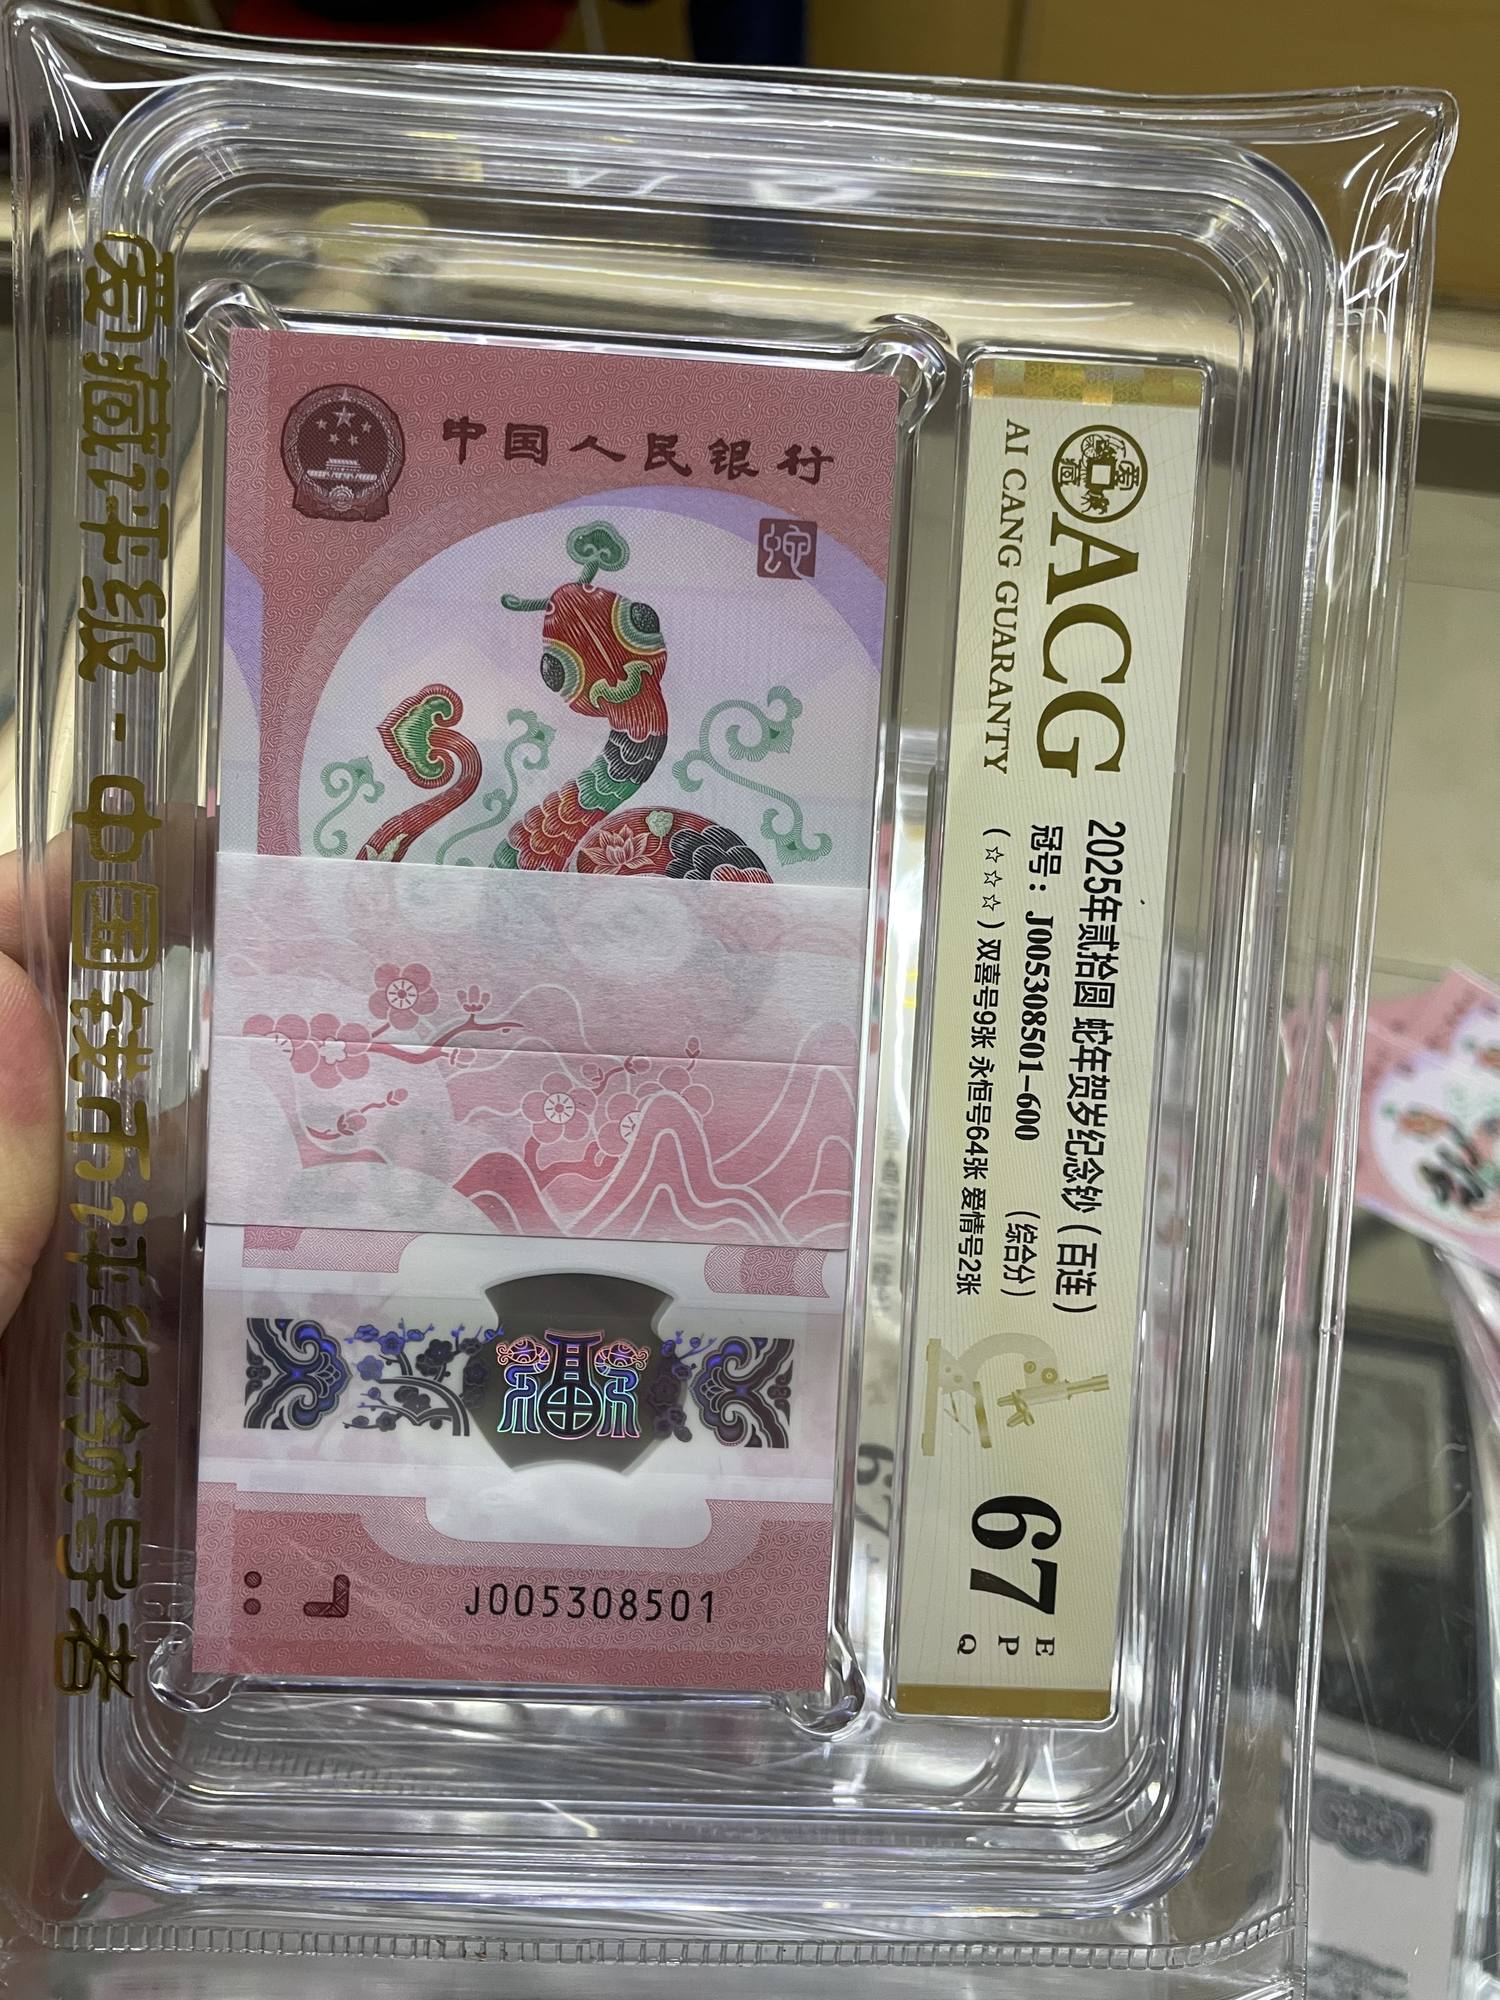 爱藏评级-中国钱币评级领导者
中国人民银行
蛇
J005308501
爱藏
ACG
AI CANG GUARANTY
2025年贰拾圆 蛇年贺岁纪念钞（百连）
冠号：J005308501-600 （综合分）
（☆☆☆）双喜号9张 永恒号64张 爱情号2张
67
E
P
Q
67